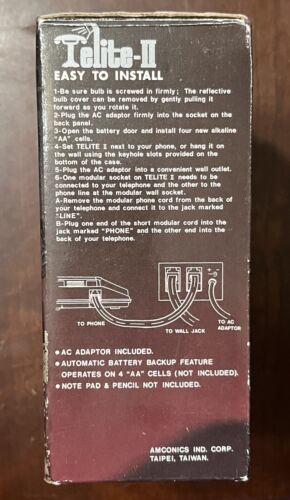 Telite-II
EASY TO INSTALL
1-Be sure bulb is screwed in firmly; The reflective
bulb cover can be removed by gently pulling it
forward as you rotate it.
2-Plug the AC adaptor firmly into the socket on the
back panel.
3-Open the battery door and install four new alkaline
"AA" cells.
4-Set TELITE II next to your phone, or hang it on
the wall using the keyhole slots provided on the
bottom of the case.
5-Plug the AC adaptor into a convenient wall outlet.
6-One modular socket on TELITE II needs to be
connected to your telephone and the other to the
phone line at the modular wall socket.
A-Remove the modular phone cord from the back of
your telephone and connect it to the jack marked
"LINE".
B-Plug one end of the short modular cord into the
jack marked "PHONE" and the other end into the
back of your telephone.
TO PHONE
TO WALL JACK
TO AC
ADAPTOR
• AC ADAPTOR INCLUDED.
• AUTOMATIC BATTERY BACKUP FEATURE
OPERATES ON 4 "AA" CELLS (NOT INCLUDED).
• NOTE PAD & PENCIL NOT INCLUDED.
AMCONICS IND. CORP.
TAIPEI, TAIWAN.